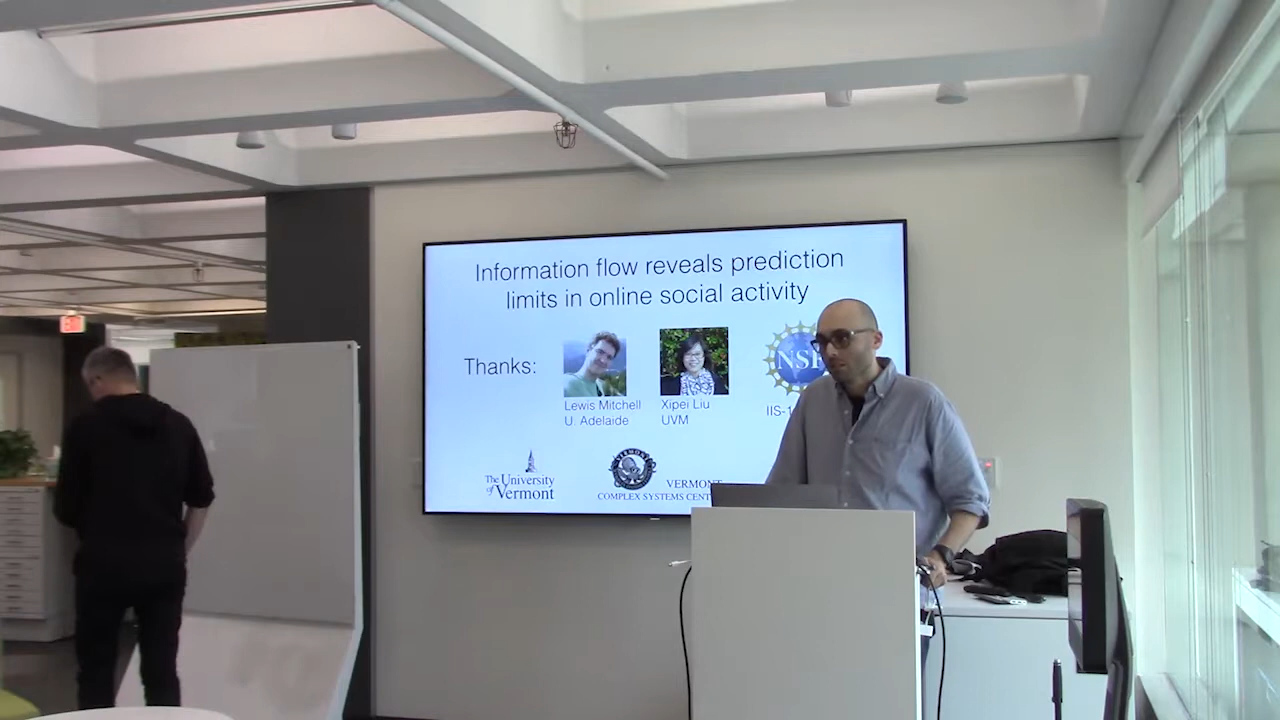 Information flow reveals prediction
limits in online social activity
Thanks:
Lewis Mitchell
U. Adelaide
Xipei Liu
UVM
The University
of Vermont
VERMONT
COMPLEX SYSTEMS
EXIT